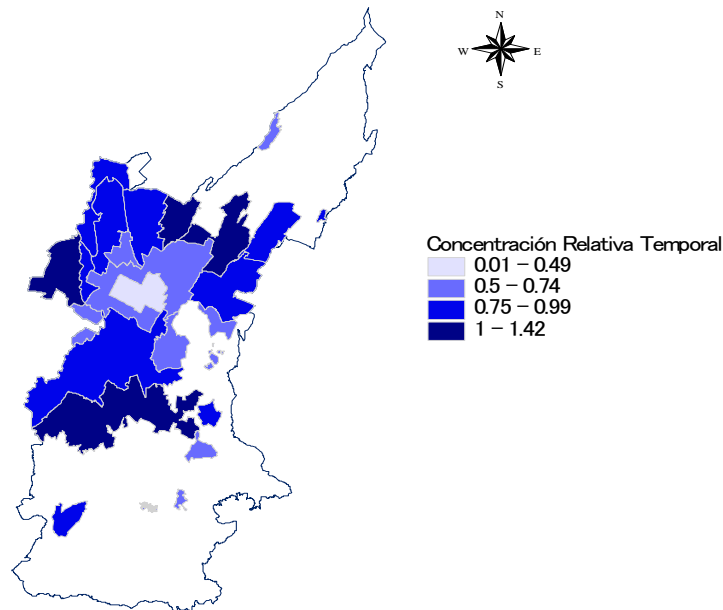 N
W E
S
Concentración Relativa Temporal
0.01 – 0.49
0.5 – 0.74
0.75 – 0.99
1 – 1.42